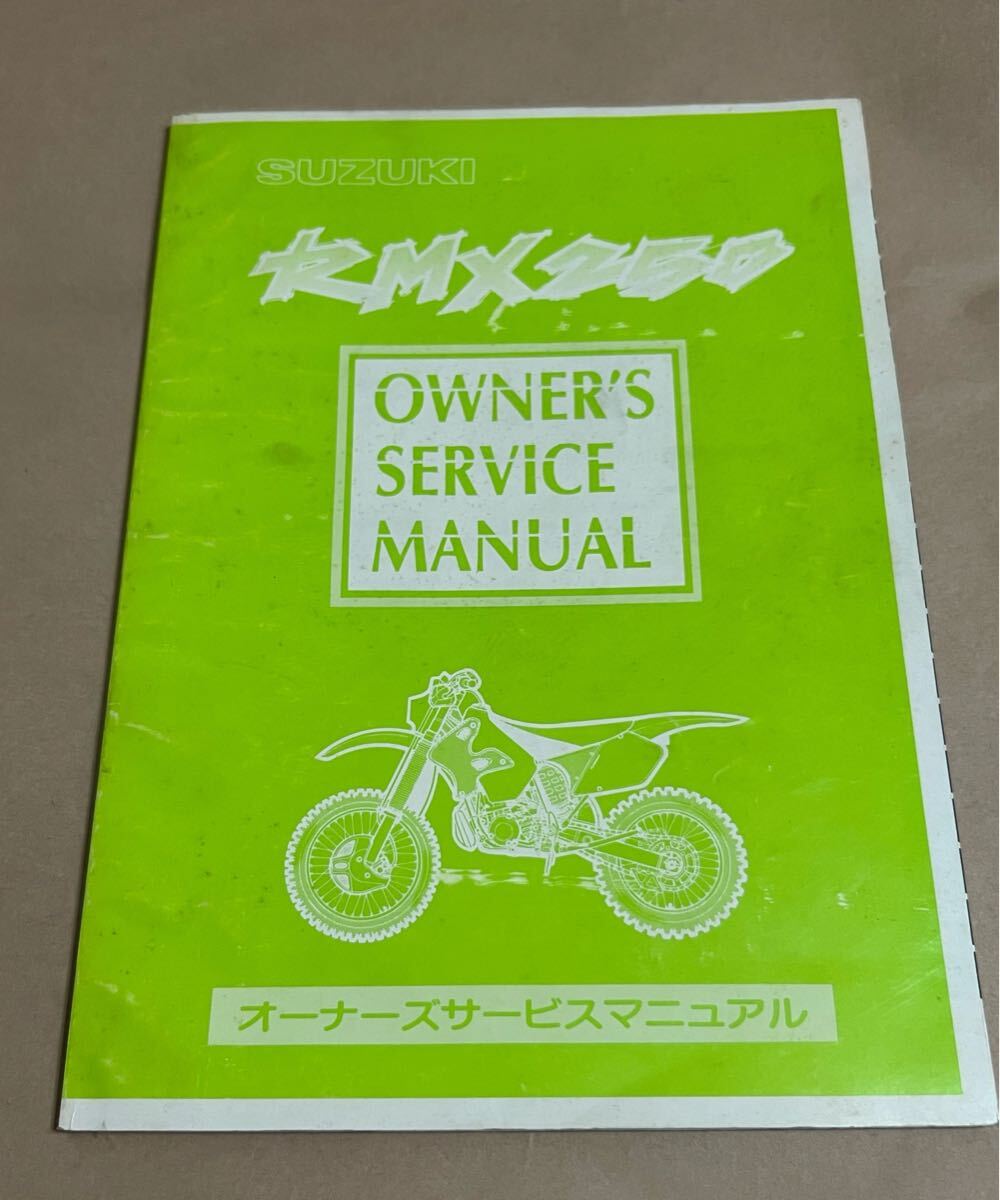 SUZUKI
RMX250
OWNER'S
SERVICE
MANUAL
オーナーズサービスマニュアル